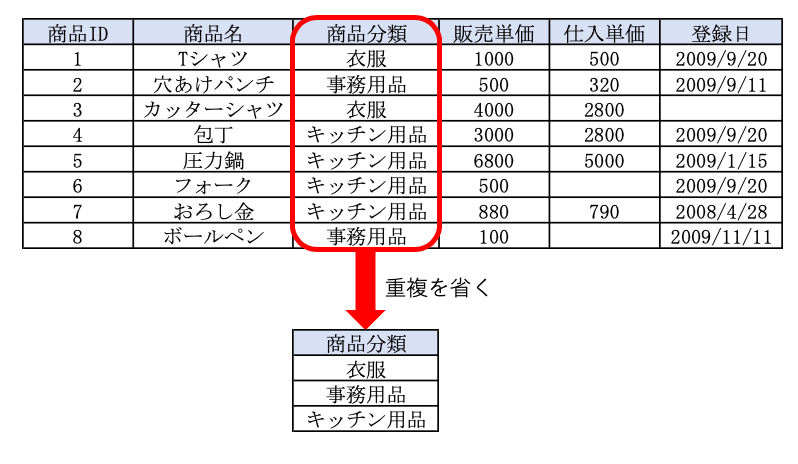 商品ID 商品名 商品分類 販売単価 仕入単価 登録日
1 Tシャツ 衣服 1000 500 2009/9/20
2 穴あけパンチ 事務用品 500 320 2009/9/11
3 カッターシャツ 衣服 4000 2800
4 包丁 キッチン用品 3000 2800 2009/9/20
5 圧力鍋 キッチン用品 6800 5000 2009/1/15
6 フォーク キッチン用品 500 2009/9/20
7 おろし金 キッチン用品 880 790 2008/4/28
8 ボールペン 事務用品 100 2009/11/11
重複を省く
商品分類
衣服
事務用品
キッチン用品